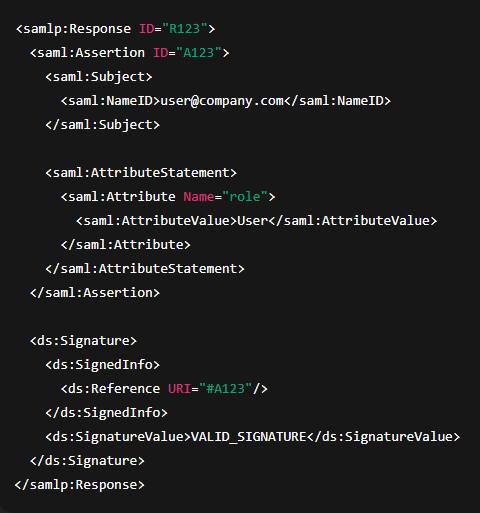 <samlp:Response ID="R123">
<saml:Assertion ID="A123">
<saml:Subject>
<saml:NameID>user@company.com</saml:NameID>
</saml:Subject>
<saml:AttributeStatement>
<saml:Attribute Name="role">
<saml:AttributeValue>User</saml:AttributeValue>
</saml:Attribute>
</saml:AttributeStatement>
</saml:Assertion>
<ds:Signature>
<ds:SignedInfo>
<ds:Reference URI="#A123"/>
</ds:SignedInfo>
<ds:SignatureValue>VALID_SIGNATURE</ds:SignatureValue>
</ds:Signature>
</samlp:Response>